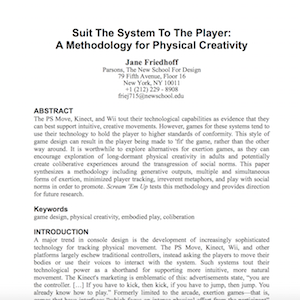 Suit The System To The Player:
A Methodology for Physical Creativity
Jane Friedhoff
Parsons, The New School For Design
79 Fifth Avenue, Floor 16
New York, NY 10011
+1 (212) 229 - 8908
friej715@newschool.edu
ABSTRACT
The PS Move, Kinect, and Wii tout their technological capabilities as evidence that they
can best support intuitive, creative movements. However, games for these systems tend to
use their technology to hold the player to higher standards of conformity. This style of
game design can result in the player being made to 'fit' the game, rather than the other
way around. It is worthwhile to explore alternatives for exertion games, as they can
encourage exploration of long-dormant physical creativity in adults and potentially
create coliberative experiences around the transgression of social norms. This paper
synthesizes a methodology including generative outputs, multiple and simultaneous
forms of exertion, minimized player tracking, irreverent metaphors, and play with social
norms in order to promote. Scream 'Em Up tests this methodology and provides direction
for future research.
Keywords
game design, physical creativity, embodied play, coliberation
INTRODUCTION
A major trend in console design is the development of increasingly sophisticated
technology for tracking physical movement. The PS Move, Kinect, Wii, and other
platforms largely eschew traditional controllers, instead asking players to move their
bodies or use their voices to interact with the system. Such systems tout their
technological power as a shorthand for supporting more intuitive, more natural
movement. The Kinect's marketing is emblematic of this: advertisements state, "you are
the controller. [...] If you have to kick, then kick, if you have to jump, then jump. You
already know how to play." Formerly limited to the arcade, exertion games—that is,